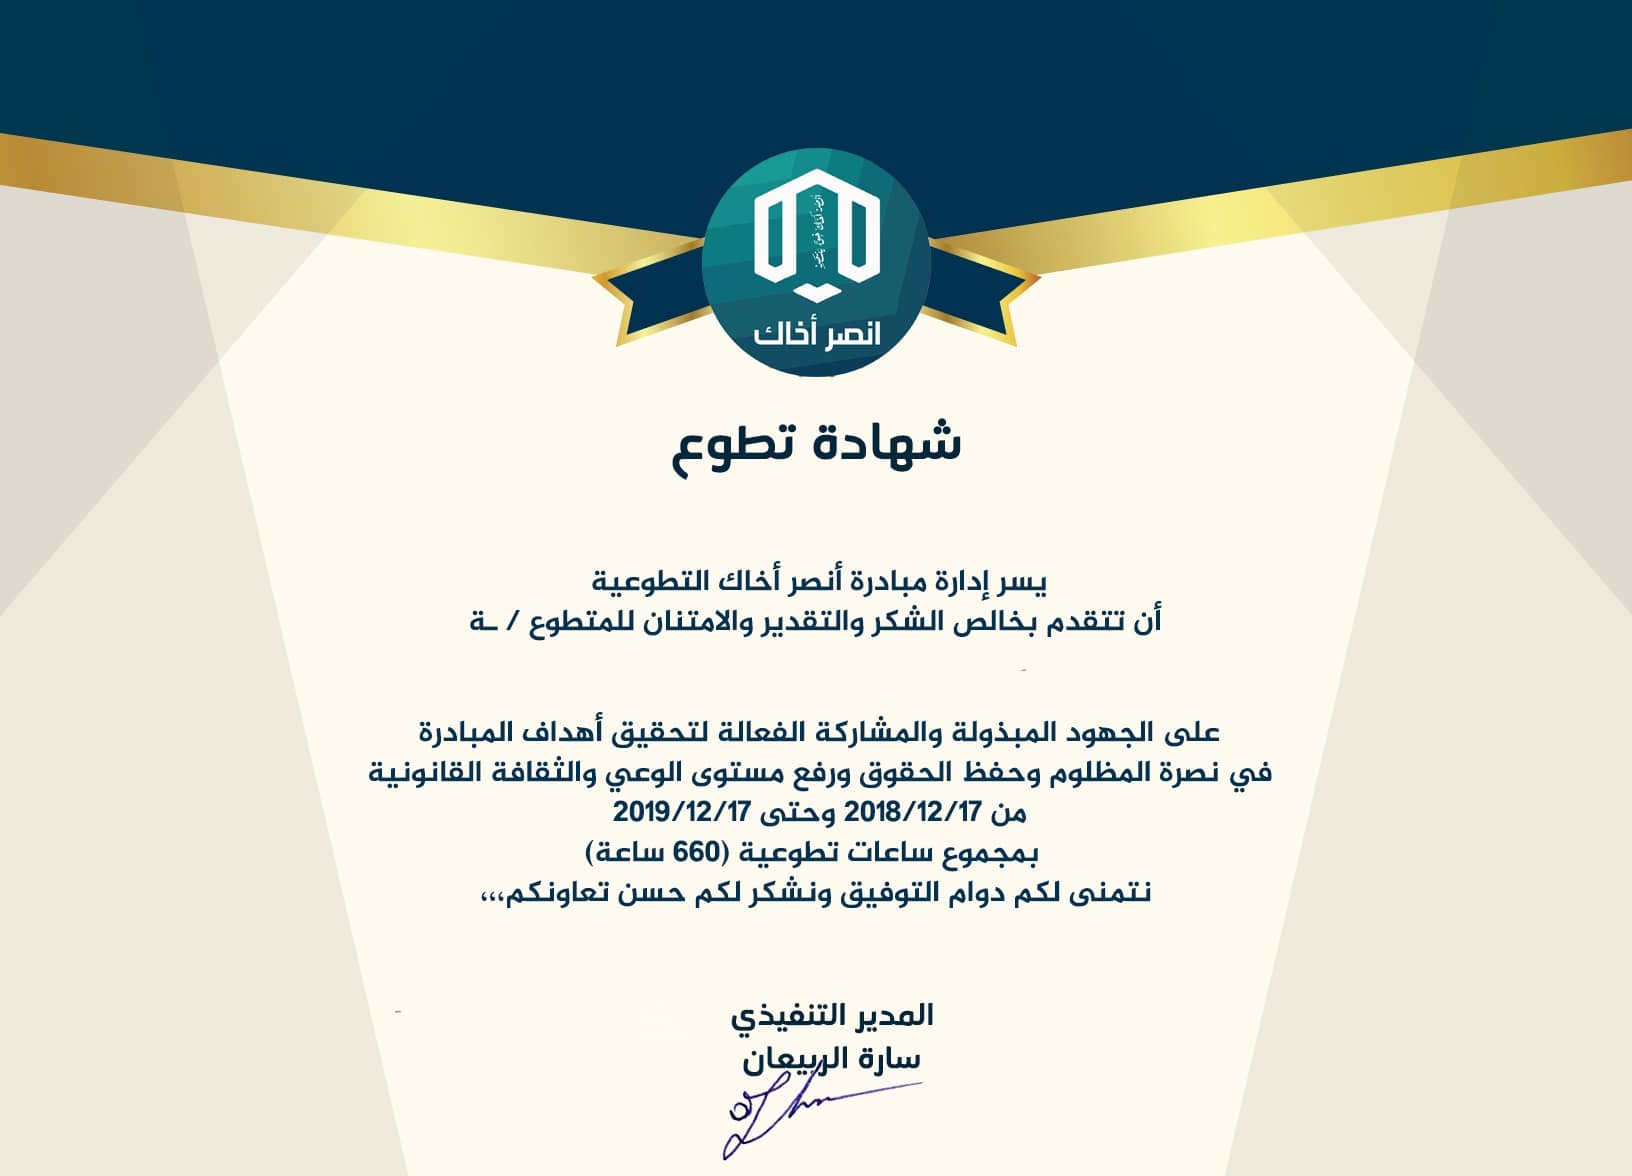 انصر أخاك
شهادة تطوع
يسر إدارة مبادرة أنصر أخاك التطوعية
أن تتقدم بخالص الشكر والتقدير والامتنان للمتطوع / ـة
على الجهود المبذولة والمشاركة الفعالة لتحقيق أهداف المبادرة
في نصرة المظلوم وحفظ الحقوق ورفع مستوى الوعي والثقافة القانونية
من 2018/12/17 وحتى 2019/12/17
بمجموع ساعات تطوعية (660 ساعة)
نتمنى لكم دوام التوفيق ونشكر لكم حسن تعاونكم،،،
المدير التنفيذي
سارة الربيعان